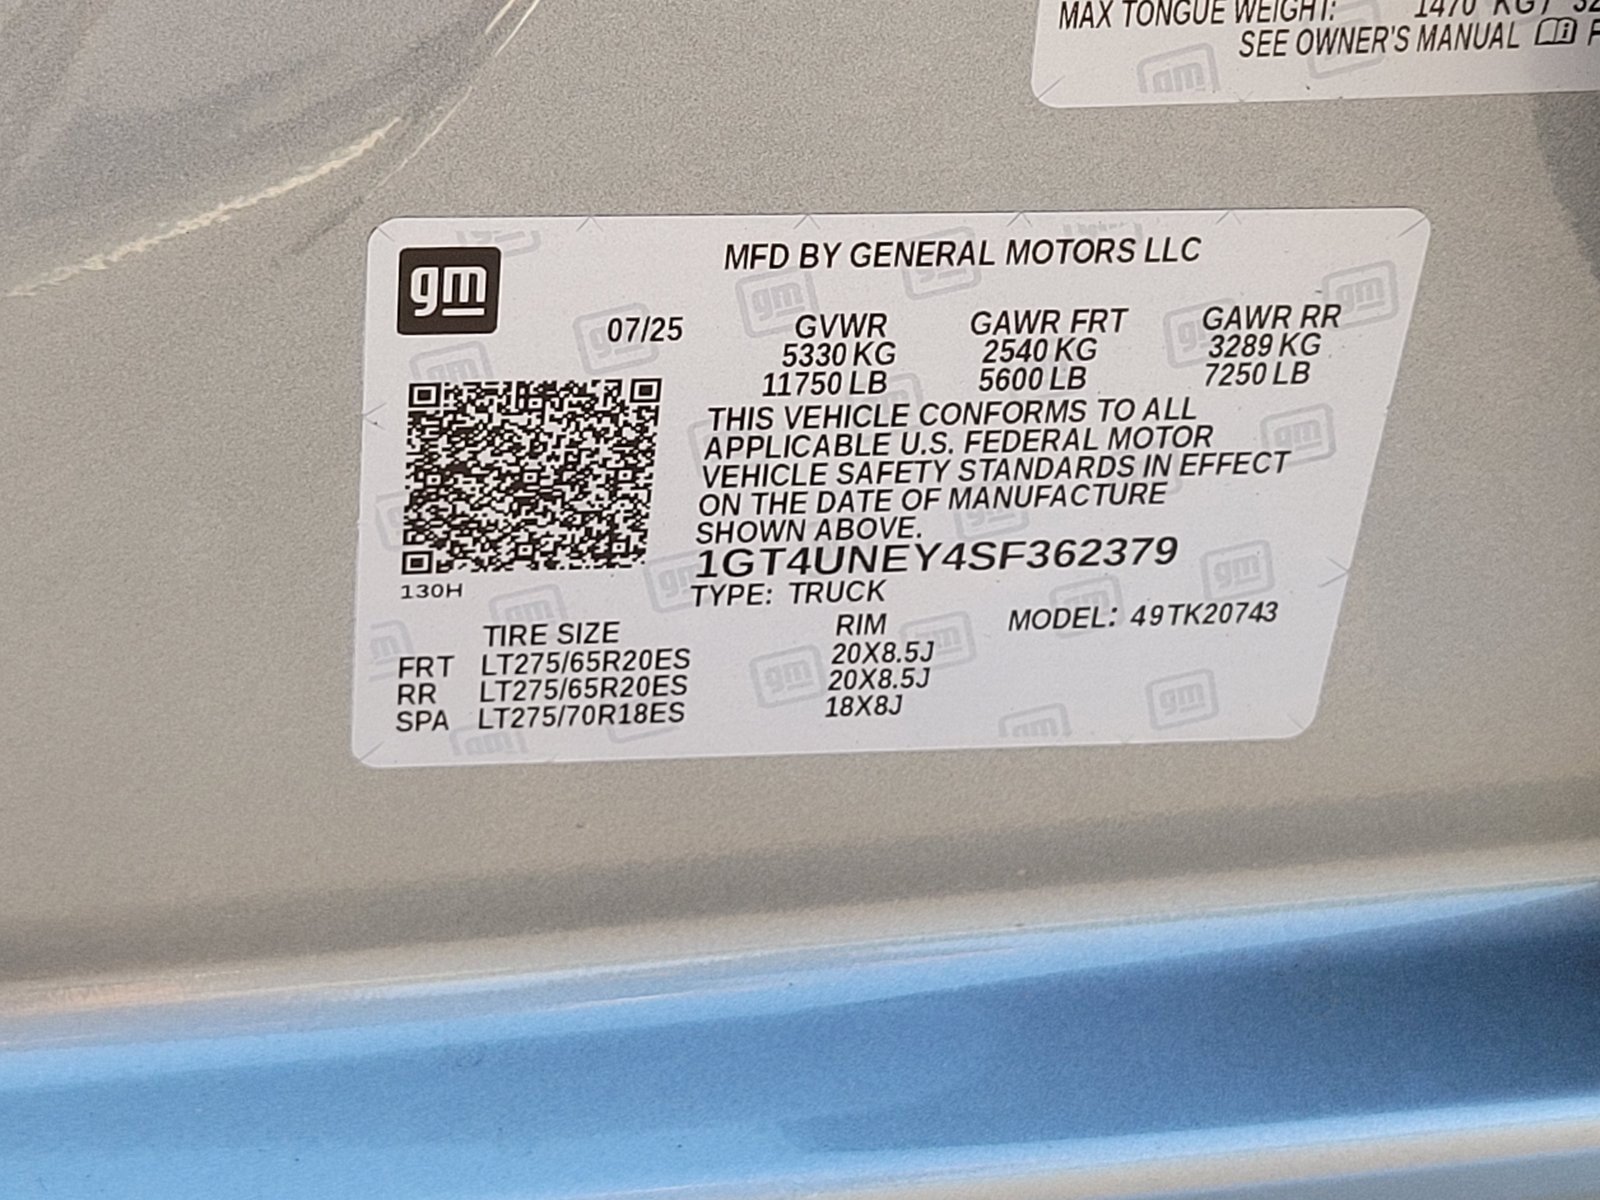 MAX TONGUE WEIGHT: 1470 KG
SEE OWNER'S MANUAL
gm
MFD BY GENERAL MOTORS LLC
07/25 GVWR GAWR FRT GAWR RR
5330 KG 2540 KG 3289 KG
11750 LB 5600 LB 7250 LB
THIS VEHICLE CONFORMS TO ALL
APPLICABLE U.S. FEDERAL MOTOR
VEHICLE SAFETY STANDARDS IN EFFECT
ON THE DATE OF MANUFACTURE
SHOWN ABOVE.
1GT4UNEY4SF362379
130H
TYPE: TRUCK
MODEL: 49TK20743
TIRE SIZE RIM
FRT LT275/65R20ES 20X8.5J
RR LT275/65R20ES 20X8.5J
SPA LT275/70R18ES 18X8J